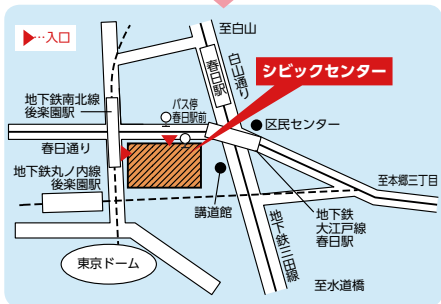 ▶…入口
至白山
白山通り
春日駅
シビックセンター
地下鉄南北線
後楽園駅
バス停
春日駅前
区民センター
春日通り
地下鉄丸ノ内線
後楽園駅
至本郷三丁目
講道館
地下鉄
大江戸線
春日駅
地下鉄三田線
東京ドーム
至水道橋